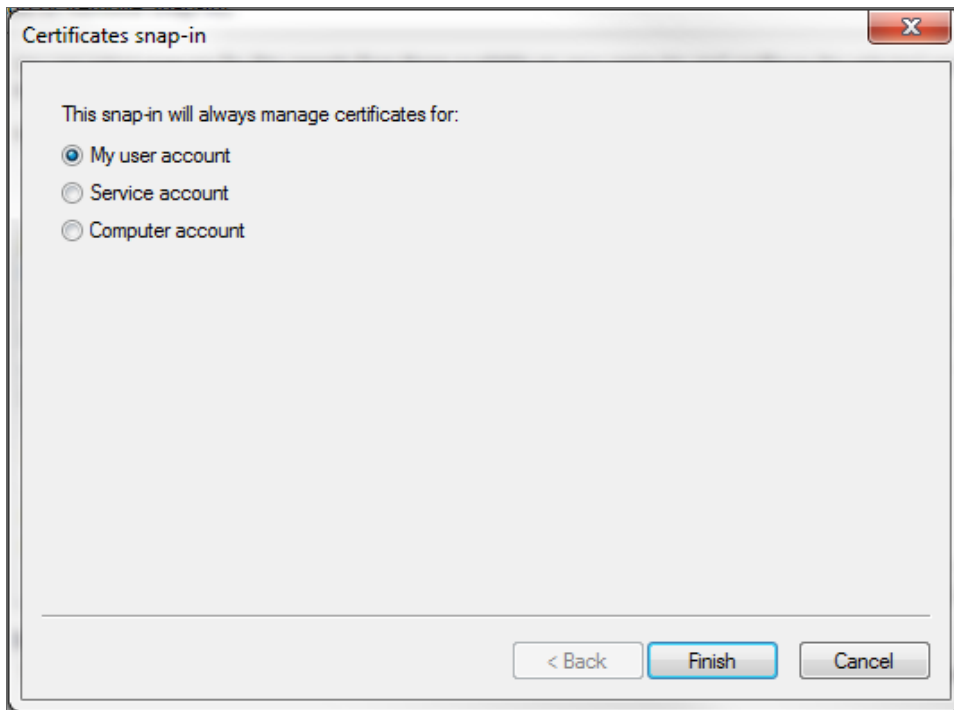 Certificates snap-in
This snap-in will always manage certificates for:
My user account
Service account
Computer account
< Back Finish Cancel